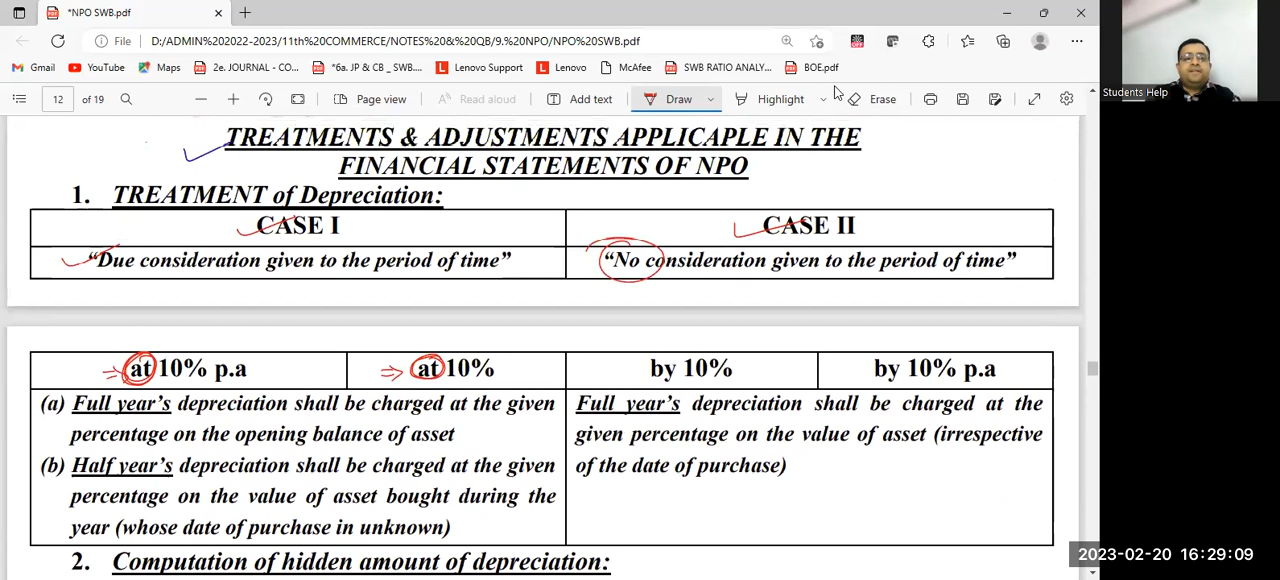 *NPO SWB.pdf
File D:/ADMIN%202022-2023/11th%20COMMERCE/NOTES%20&%20QB/9.%20NPO/NPO%20SWB.pdf
Gmail YouTube Maps 2e. JOURNAL - CO... *6a. JP & CB _ SWB.... LenovoSupport Lenovo McAfee SWB RATIO ANALY... BOE.pdf
12 of 19 Page view Read aloud Add text Draw Highlight Erase
Students Help
TREATMENTS & ADJUSTMENTS APPLICAPLE IN THE
FINANCIAL STATEMENTS OF NPO
1. TREATMENT of Depreciation:
CASE I CASE II
“Due consideration given to the period of time” “No consideration given to the period of time”
at 10% p.a at 10% by 10% by 10% p.a
(a) Full year’s depreciation shall be charged at the given
percentage on the opening balance of asset
(b) Half year’s depreciation shall be charged at the given
percentage on the value of asset bought during the
year (whose date of purchase in unknown)
Full year’s depreciation shall be charged at the
given percentage on the value of asset (irrespective
of the date of purchase)
2. Computation of hidden amount of depreciation:
2023-02-20 16:29:09